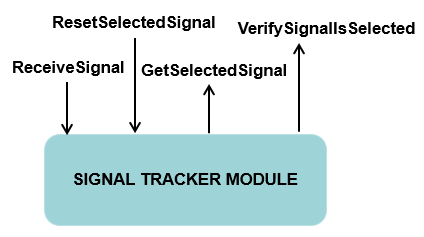 ResetSelectedSignal
VerifySignalIsSelected
ReceiveSignal
GetSelectedSignal
SIGNAL TRACKER MODULE